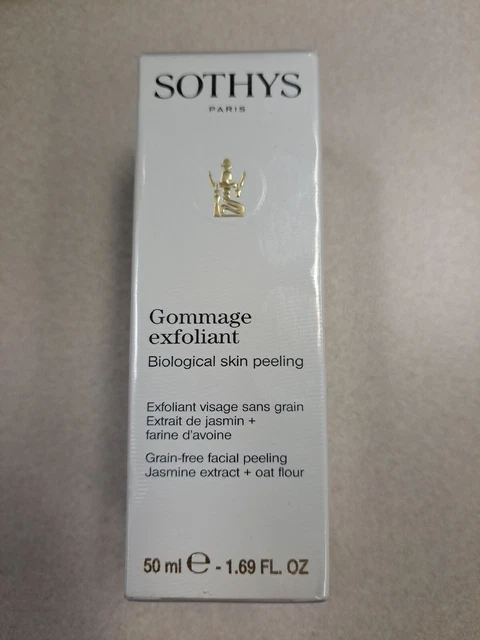 SOTHYS
PARIS
Gommage
exfoliant
Biological skin peeling
Exfoliant visage sans grain
Extrait de jasmin +
farine d'avoine
Grain-free facial peeling
Jasmine extract + oat flour
50 ml ℮ - 1.69 FL. OZ